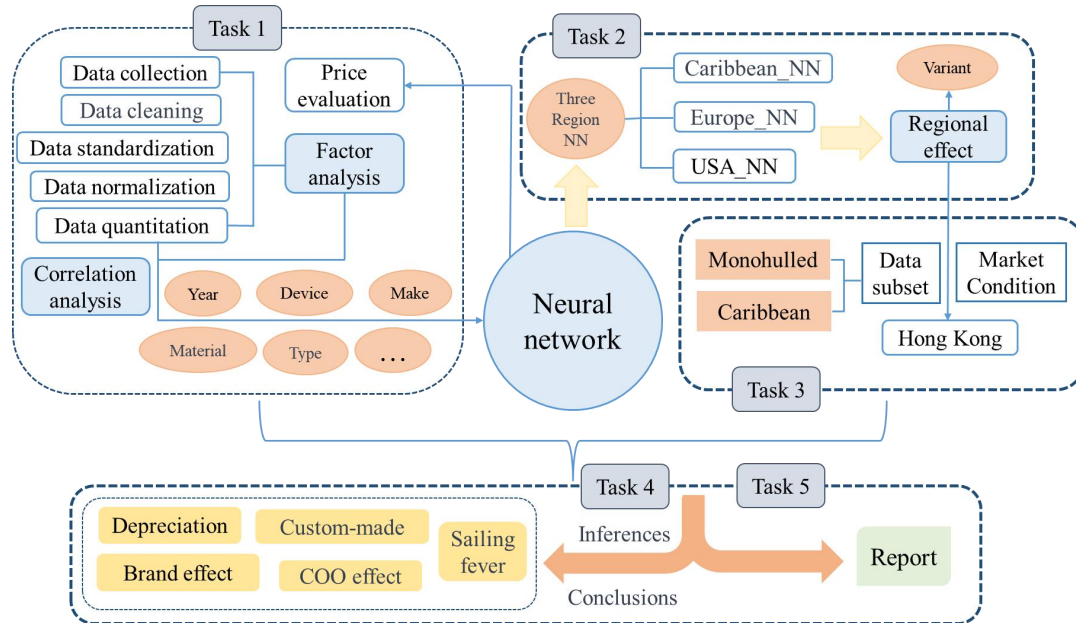 Task 1
Data collection
Data cleaning
Data standardization
Data normalization
Data quantitation
Price
evaluation
Factor
analysis
Correlation
analysis
Year
Device
Make
Material
Type
...
Neural
network
Task 2
Three
Region
NN
Caribbean_NN
Europe_NN
USA_NN
Variant
Regional
effect
Monohulled
Caribbean
Data
subset
Market
Condition
Hong Kong
Task 3
Task 4
Task 5
Depreciation
Custom-made
Sailing
fever
Brand effect
COO effect
Inferences
Conclusions
Report